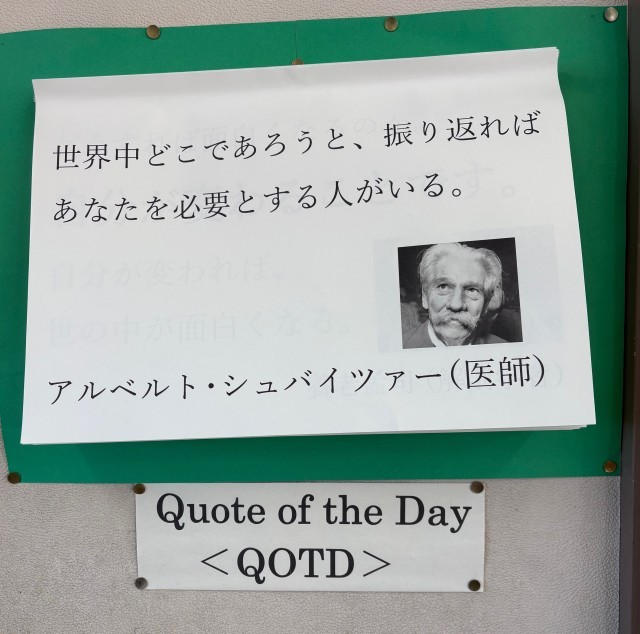 世界中どこであろうと、振り返れば
あなたを必要とする人がいる。
アルベルト・シュバイツァー(医師)
Quote of the Day
<QOTD>